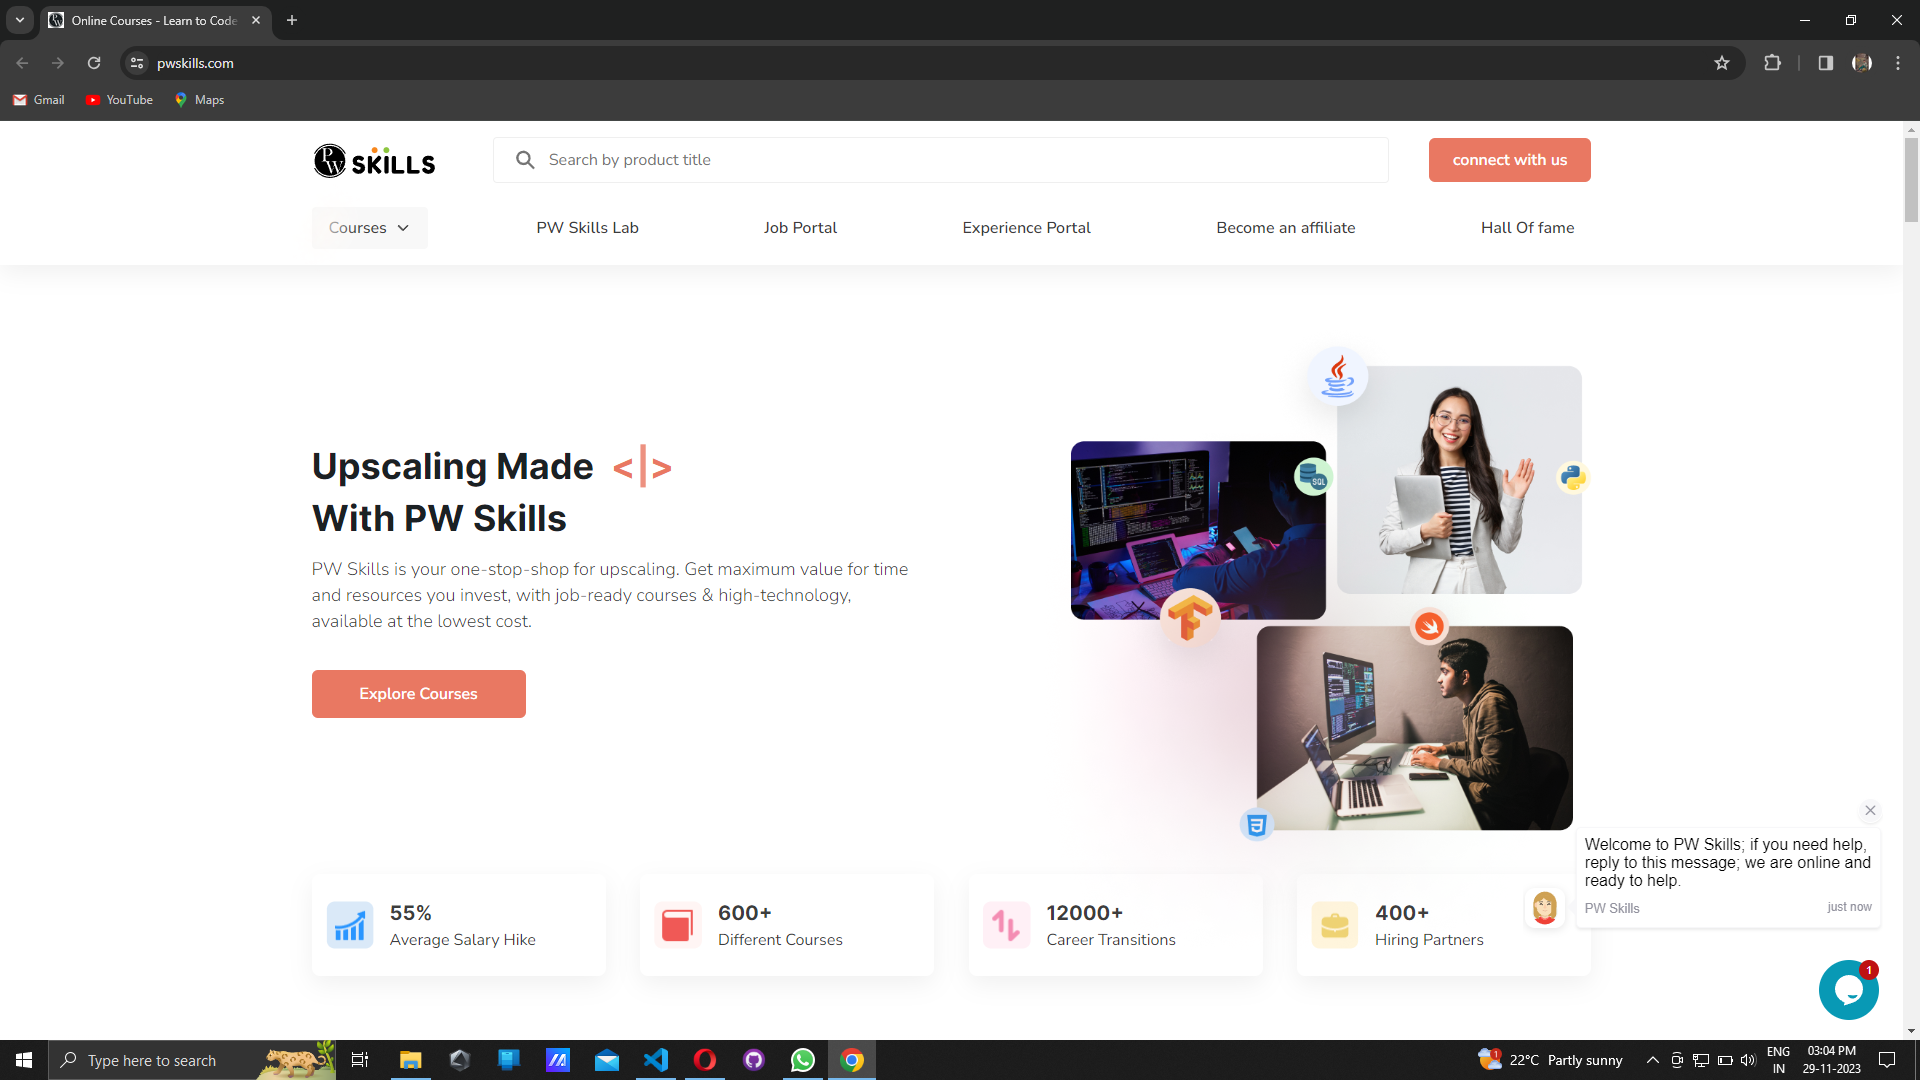 Online Courses - Learn to Code
pwskills.com
Gmail
YouTube
Maps
PW SKILLS
Search by product title
connect with us
Courses
PW Skills Lab
Job Portal
Experience Portal
Become an affiliate
Hall Of fame
Upscaling Made <|>
With PW Skills
PW Skills is your one-stop-shop for upscaling. Get maximum value for time
and resources you invest, with job-ready courses & high-technology,
available at the lowest cost.
Explore Courses
SQL
55%
Average Salary Hike
600+
Different Courses
12000+
Career Transitions
400+
Hiring Partners
Welcome to PW Skills; if you need help,
reply to this message; we are online and
ready to help.
PW Skills
just now
1
Type here to search
1
22°C Partly sunny
ENG
IN
03:04 PM
29-11-2023